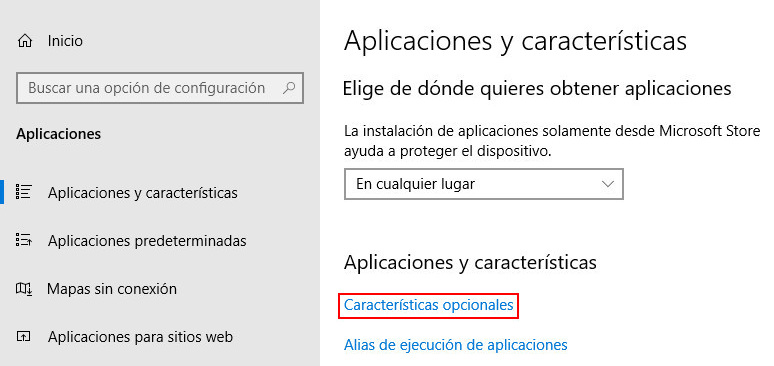 Inicio
Buscar una opción de configuración
Aplicaciones
Aplicaciones y características
Aplicaciones predeterminadas
Mapas sin conexión
Aplicaciones para sitios web
Aplicaciones y características
Elige de dónde quieres obtener aplicaciones
La instalación de aplicaciones solamente desde Microsoft Store
ayuda a proteger el dispositivo.
En cualquier lugar
Aplicaciones y características
Características opcionales
Alias de ejecución de aplicaciones